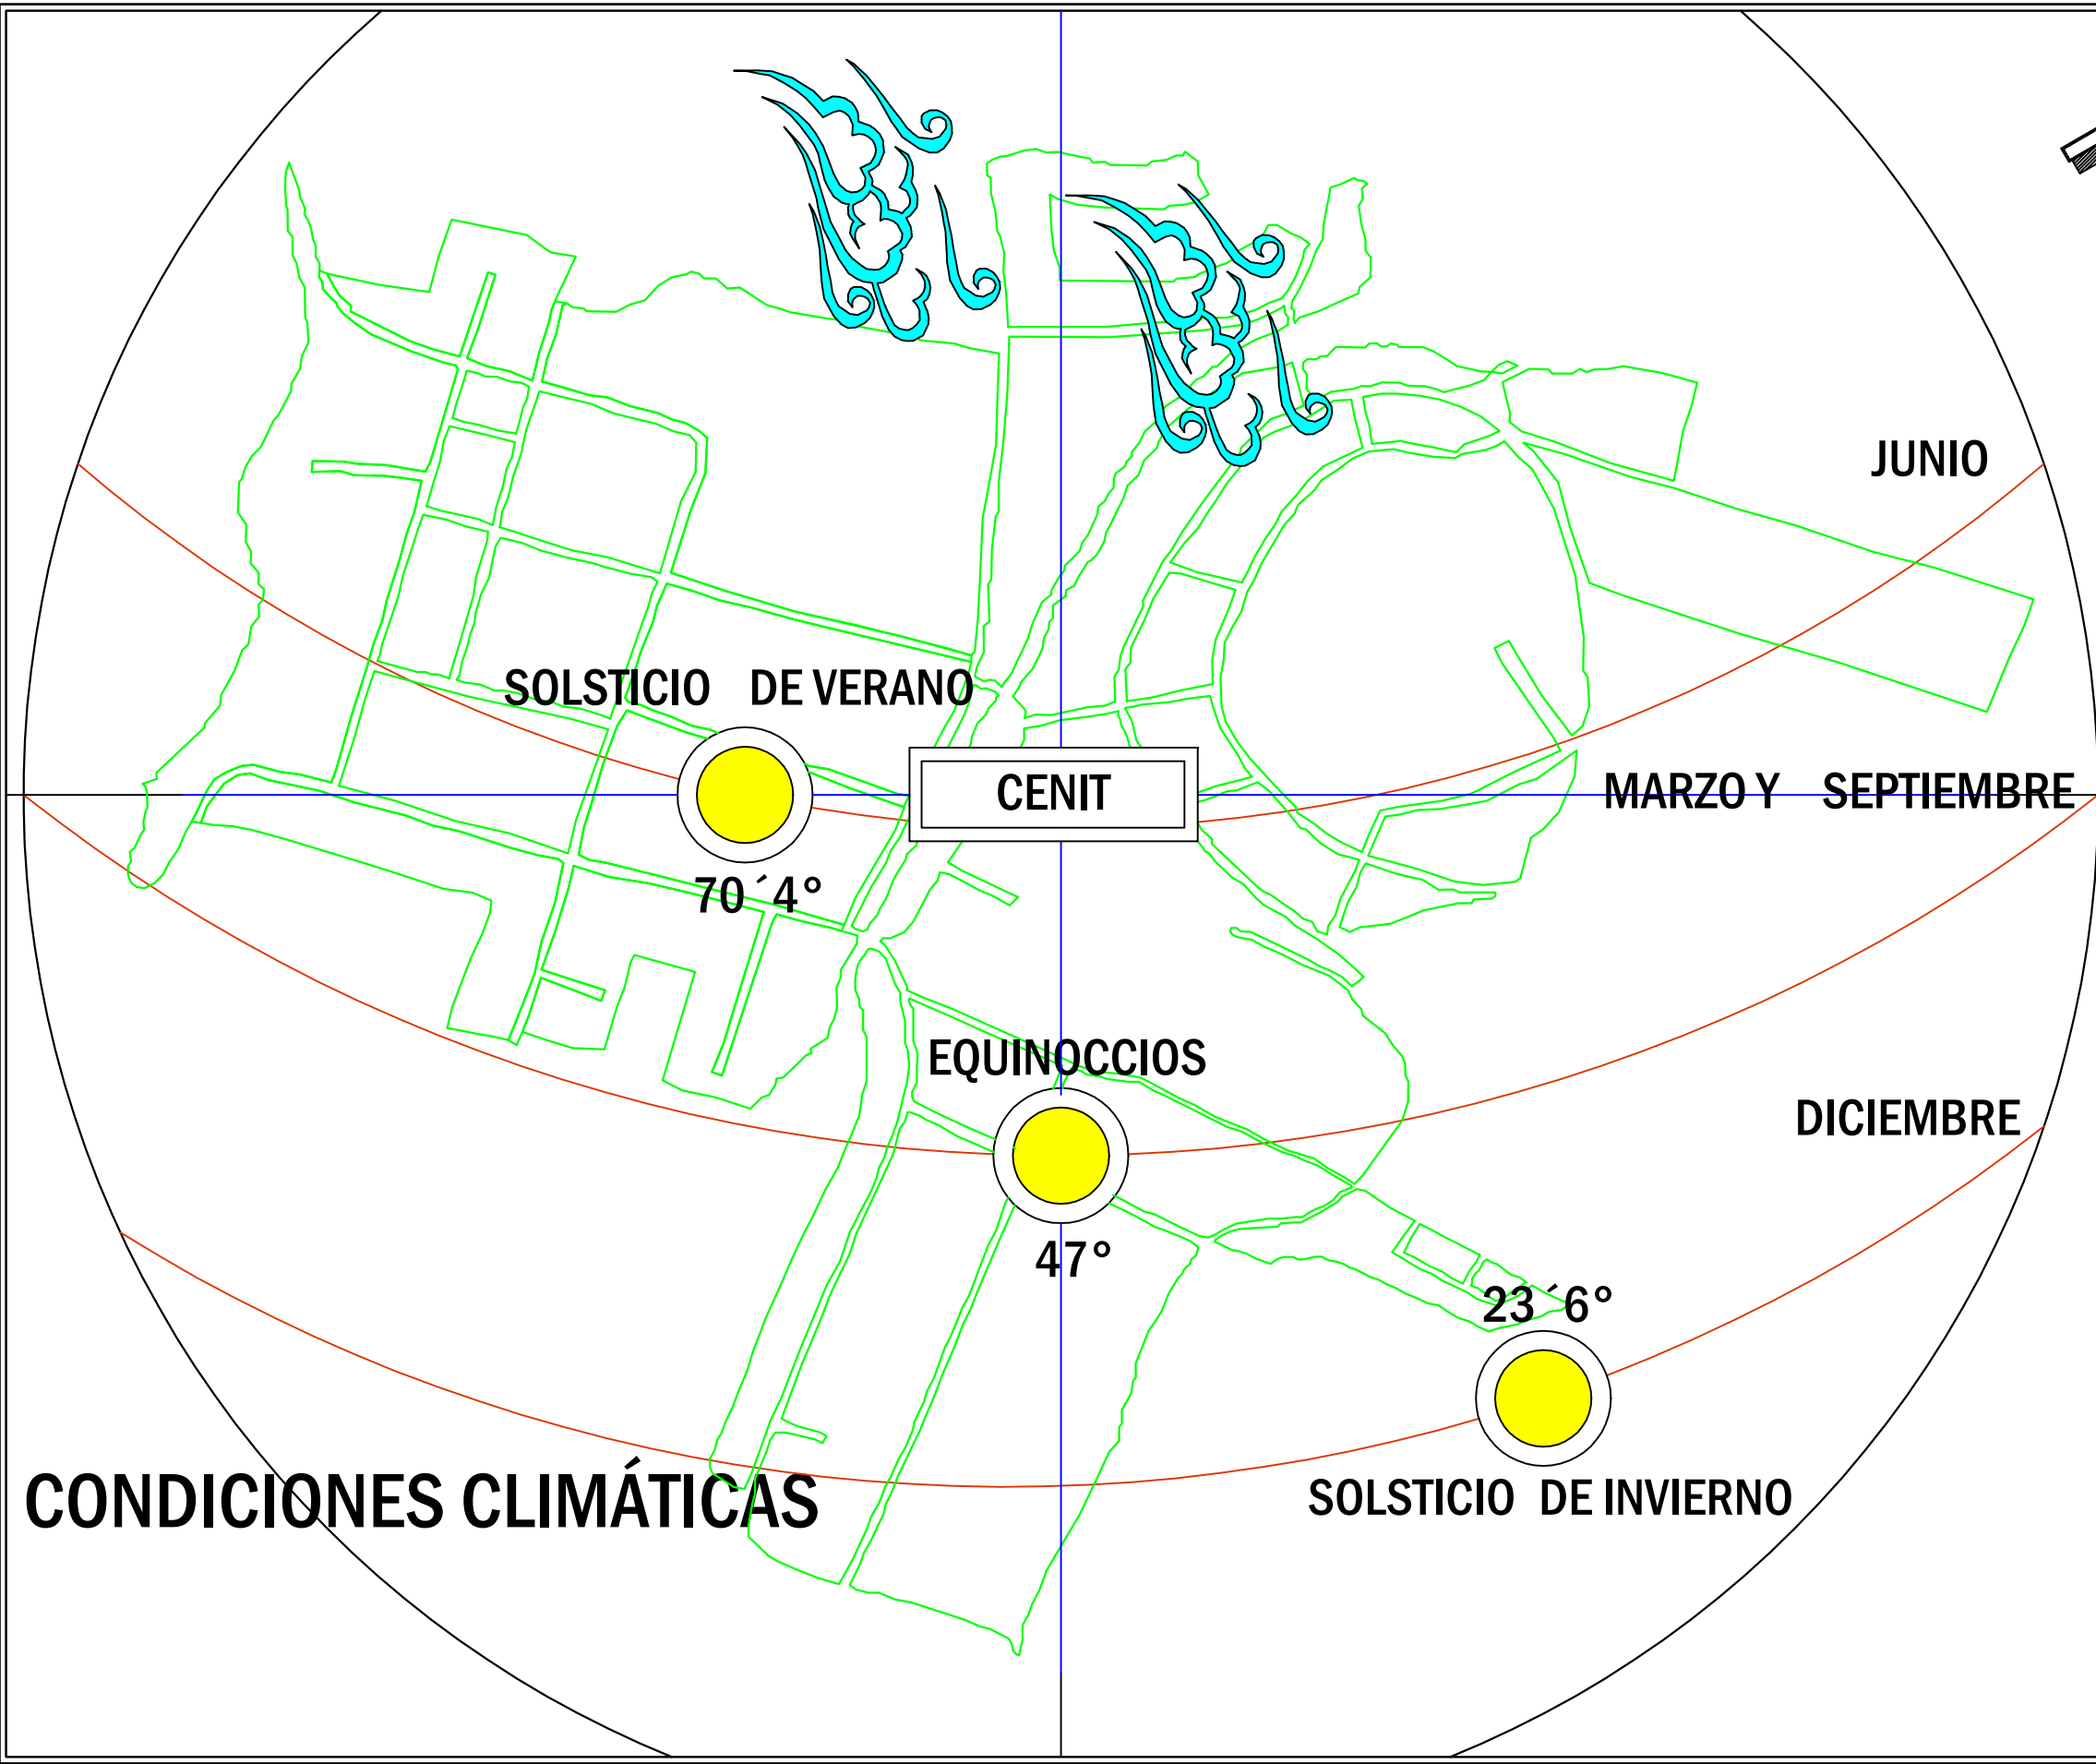 JUNIO
SOLSTICIO DE VERANO
CENIT
MARZO Y SEPTIEMBRE
70´4°
EQUINOCCIOS
DICIEMBRE
47°
23´6°
SOLSTICIO DE INVIERNO
CONDICIONES CLIMÁTICAS